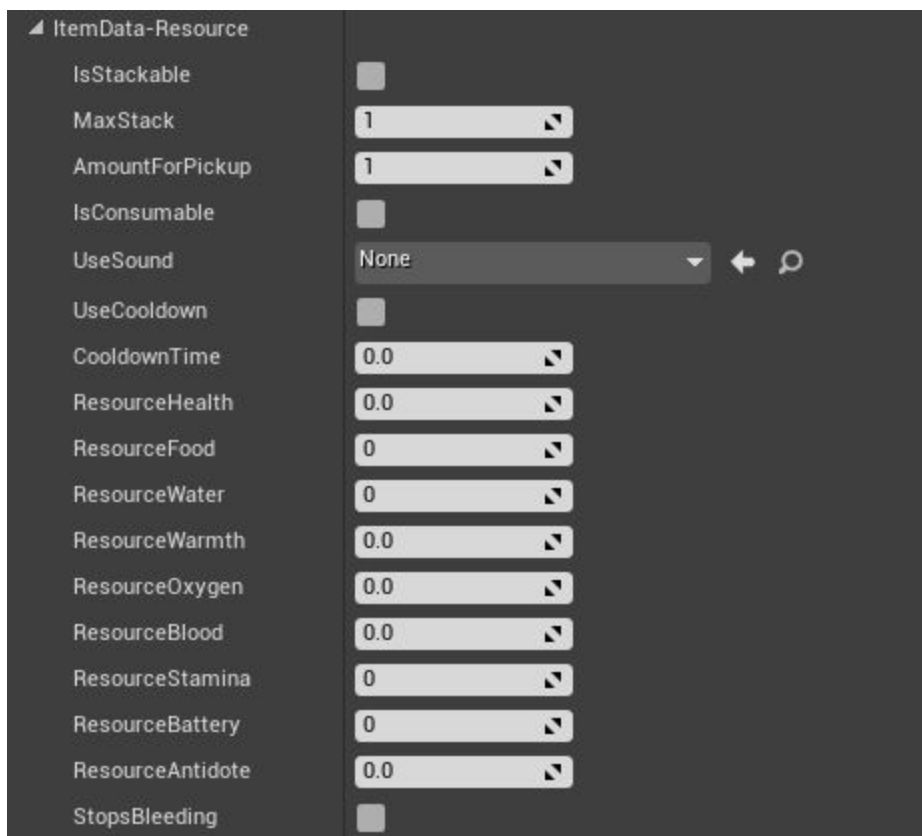 ItemData-Resource
IsStackable
MaxStack 1
AmountForPickup 1
IsConsumable
UseSound None
UseCooldown
CooldownTime 0.0
ResourceHealth 0.0
ResourceFood 0
ResourceWater 0
ResourceWarmth 0.0
ResourceOxygen 0.0
ResourceBlood 0.0
ResourceStamina 0
ResourceBattery 0
ResourceAntidote 0.0
StopsBleeding